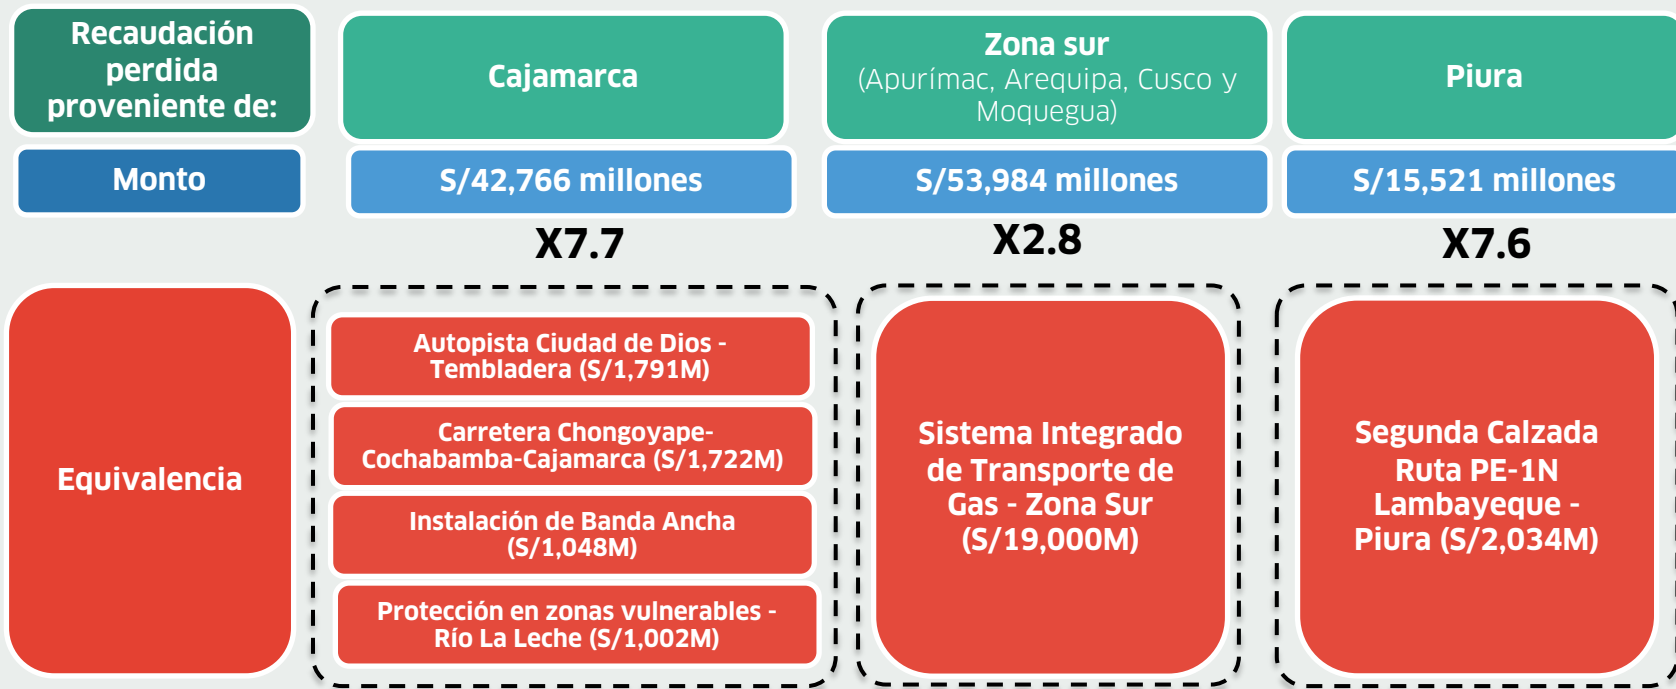 Recaudación
perdida
proveniente de:
Cajamarca
Zona sur
(Apurímac, Arequipa, Cusco y
Moquegua)
Piura
Monto
S/42,766 millones
S/53,984 millones
S/15,521 millones
X7.7
X2.8
X7.6
Equivalencia
Autopista Ciudad de Dios -
Tembladera (S/1,791M)
Carretera Chongoyape-
Cochabamba-Cajamarca (S/1,722M)
Instalación de Banda Ancha
(S/1,048M)
Protección en zonas vulnerables -
Río La Leche (S/1,002M)
Sistema Integrado
de Transporte de
Gas - Zona Sur
(S/19,000M)
Segunda Calzada
Ruta PE-1N
Lambayeque -
Piura (S/2,034M)